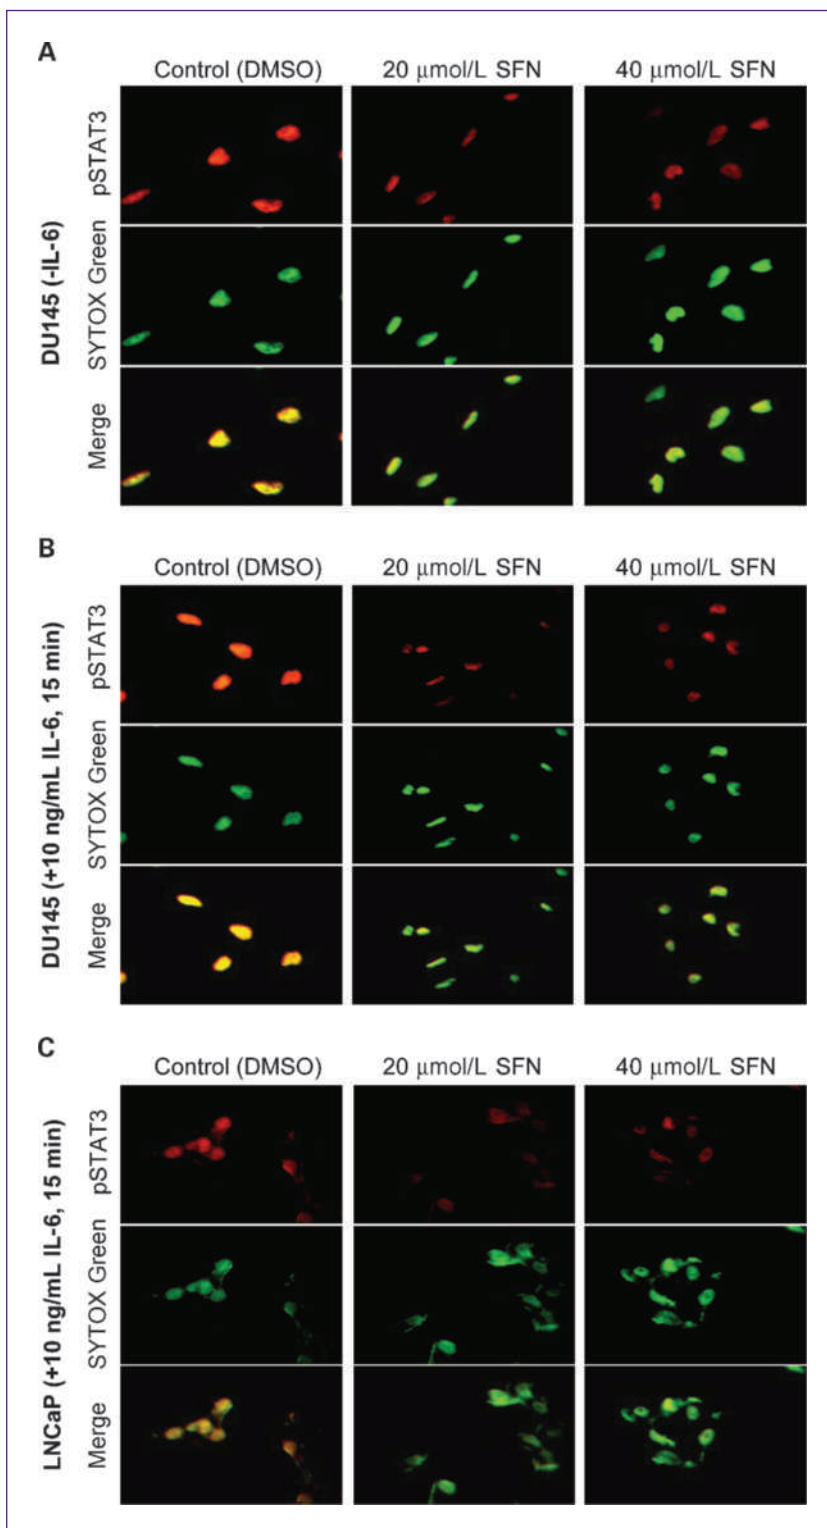 A
Control (DMSO) 20 μmol/L SFN 40 μmol/L SFN
DU145 (-IL-6)
pSTAT3
SYTOX Green
Merge
B
Control (DMSO) 20 μmol/L SFN 40 μmol/L SFN
DU145 (+10 ng/mL IL-6, 15 min)
pSTAT3
SYTOX Green
Merge
C
Control (DMSO) 20 μmol/L SFN 40 μmol/L SFN
LNCaP (+10 ng/mL IL-6, 15 min)
pSTAT3
SYTOX Green
Merge